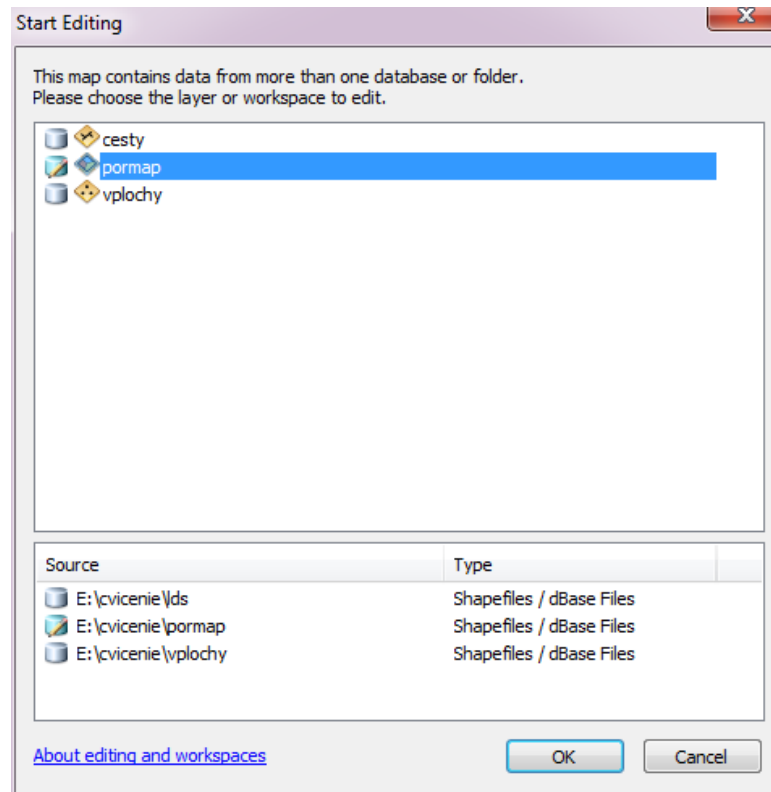 Start Editing
This map contains data from more than one database or folder.
Please choose the layer or workspace to edit.
cesty
pormap
vplochy
Source Type
E:\cvicenie\lds Shapefiles / dBase Files
E:\cvicenie\pormap Shapefiles / dBase Files
E:\cvicenie\vplochy Shapefiles / dBase Files
About editing and workspaces OK Cancel